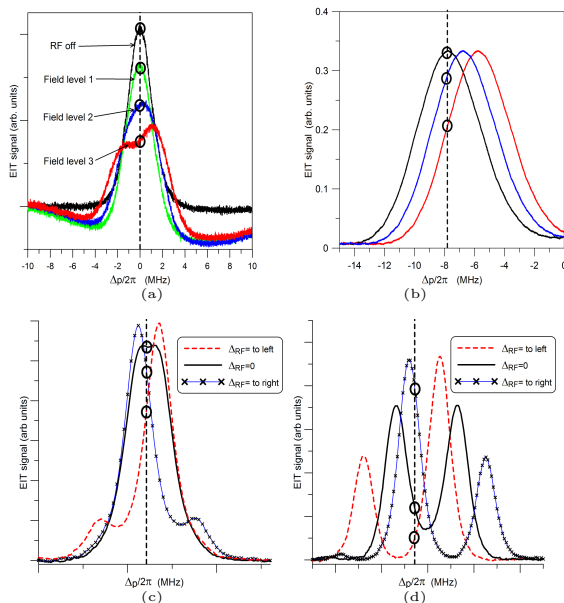 RF off
Field level 1
Field level 2
Field level 3
EIT signal (arb. units)
-10 -8 -6 -4 -2 0 2 4 6 8 10
Δp/2π (MHz)
(a)
0.4
0.3
0.2
0.1
0
EIT signal (arb. units)
-14 -12 -10 -8 -6 -4 -2 0
Δp/2π (MHz)
(b)
ΔRF= to left
ΔRF=0
ΔRF= to right
EIT signal (arb units)
Δp/2π (MHz)
(c)
ΔRF= to left
ΔRF=0
ΔRF= to right
EIT signal (arb units)
Δp/2π (MHz)
(d)